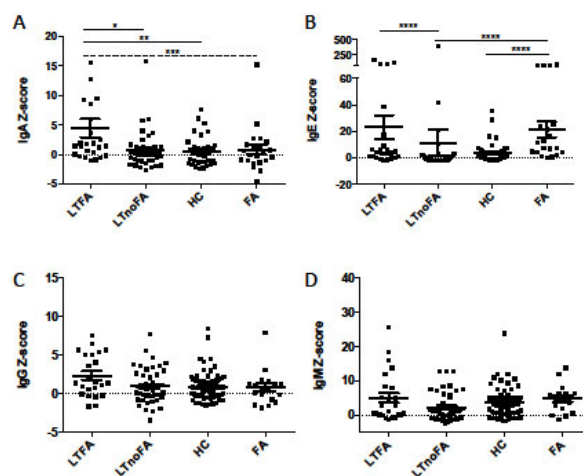 A
*
**
***
IgA Z-score
20
15
10
5
0
5
LTFA
LTnoFA
HC
FA
B
****
****
****
IgE Z-score
500
250
60
40
20
0
20
LTFA
LTnoFA
HC
FA
C
IgG Z-score
15
10
5
0
-5
LTFA
LTnoFA
HC
FA
D
IgM Z-score
40
30
20
10
0
LTFA
LTnoFA
HC
FA